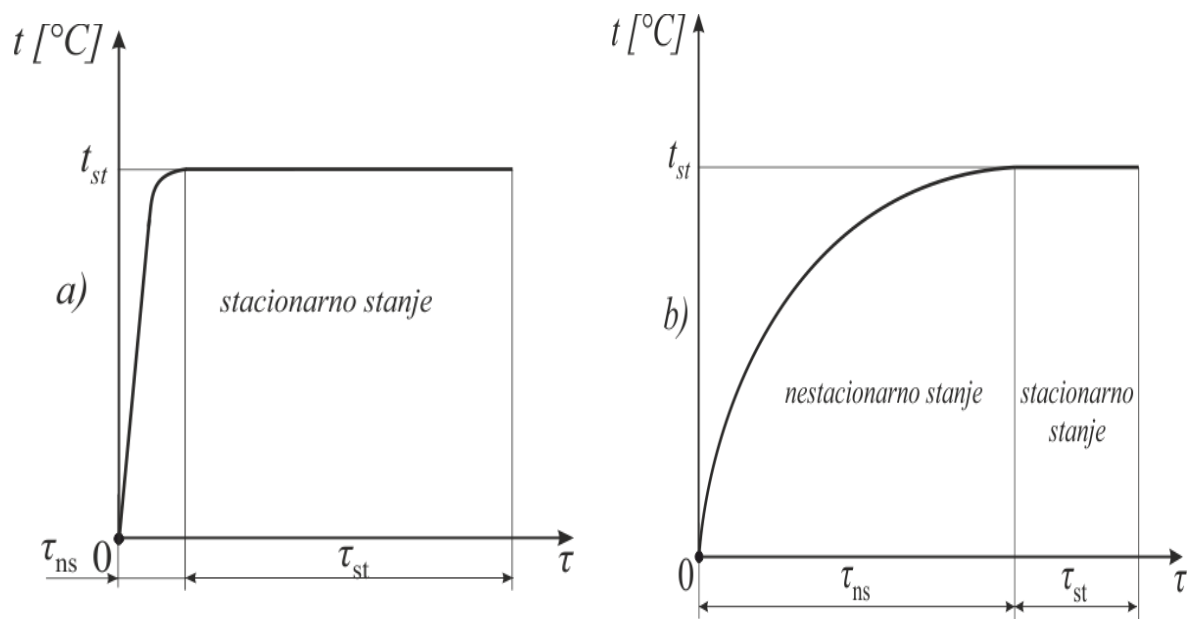 t [°C]
t_st
a)
stacionarno stanje
τ_ns 0
τ_st
τ
t [°C]
t_st
b)
nestacionarno stanje
stacionarno
stanje
0
τ_ns
τ_st
τ